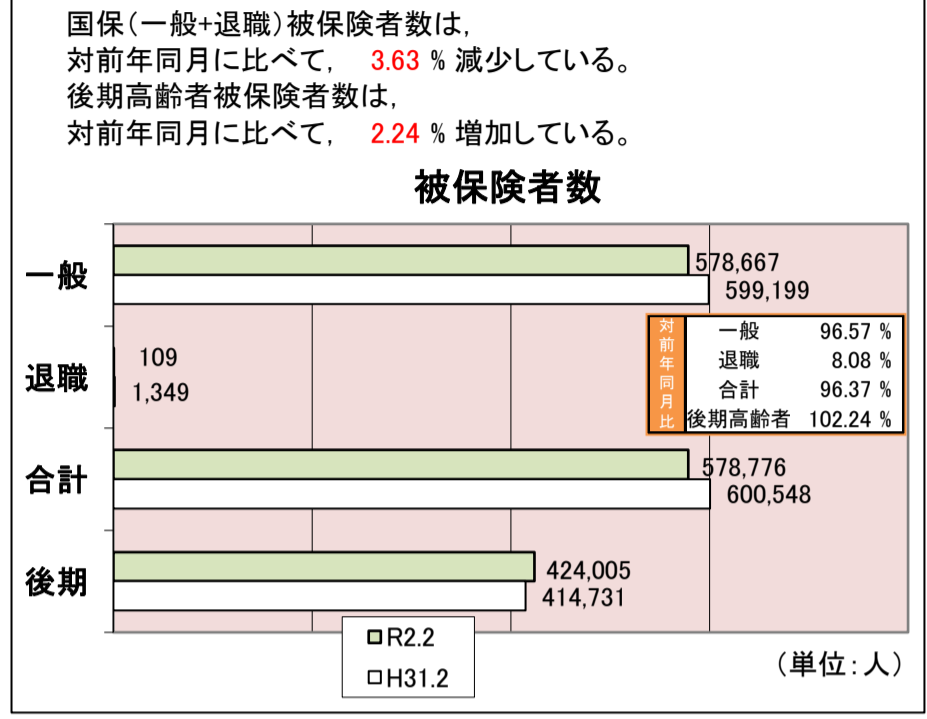 国保(一般+退職)被保険者数は,
対前年同月に比べて, 3.63 % 減少している。
後期高齢者被保険者数は,
対前年同月に比べて, 2.24 % 増加している。
被保険者数
一般
578,667
599,199
対前年同月比
一般 96.57 %
退職 8.08 %
合計 96.37 %
後期高齢者 102.24 %
退職
109
1,349
合計
578,776
600,548
後期
424,005
414,731
R2.2
H31.2
(単位:人)